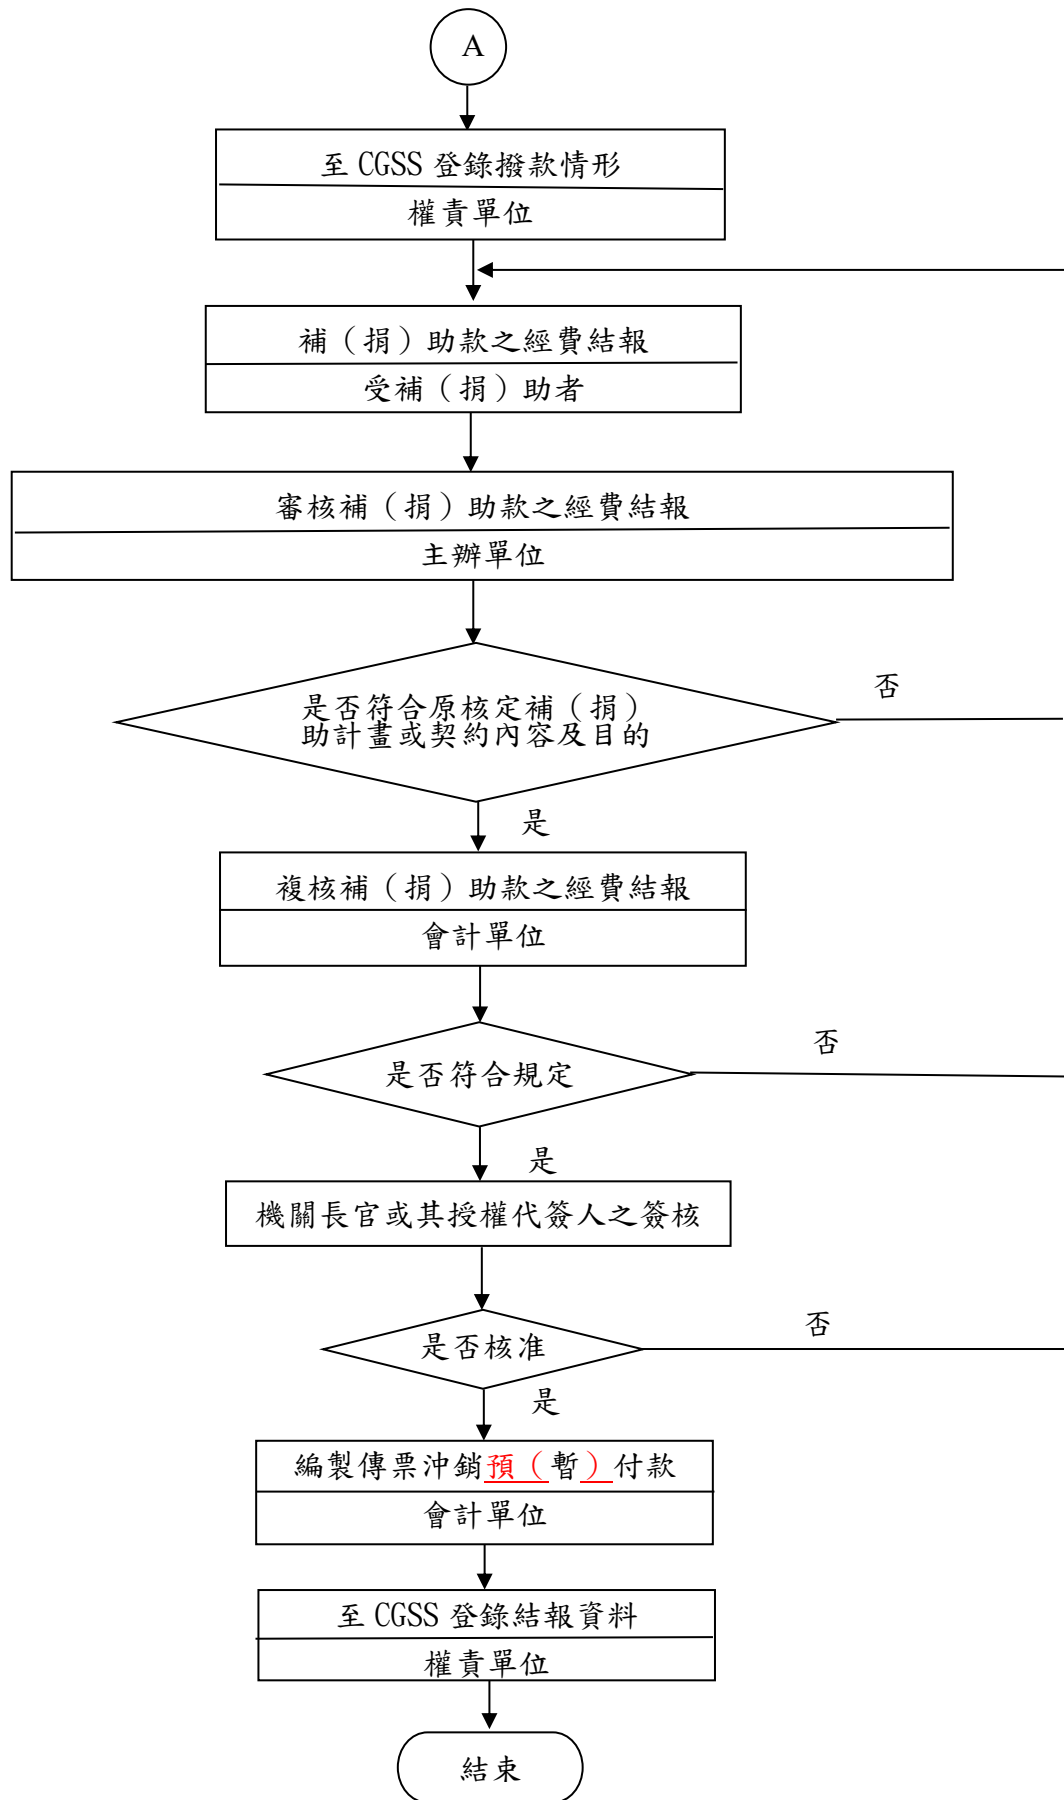 A
至 CGSS 登錄撥款情形
權責單位
補（捐）助款之經費結報
受補（捐）助者
審核補（捐）助款之經費結報
主辦單位
是否符合原核定補（捐）
助計畫或契約內容及目的
否
是
複核補（捐）助款之經費結報
會計單位
是否符合規定
否
是
機關長官或其授權代簽人之簽核
是否核准
否
是
編製傳票沖銷預（暫）付款
會計單位
至 CGSS 登錄結報資料
權責單位
結束